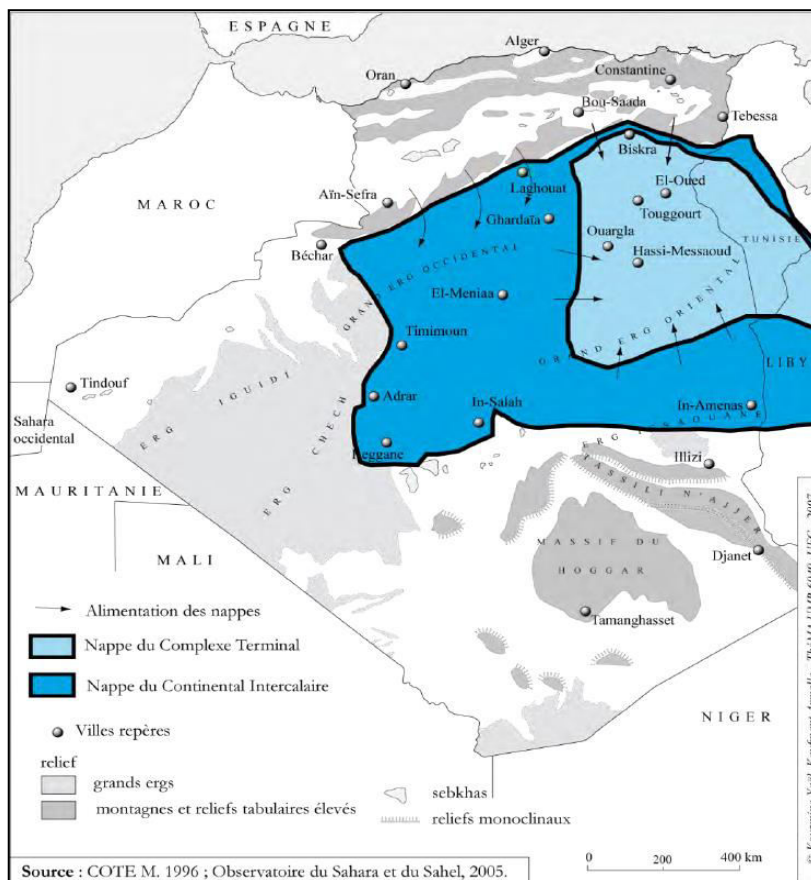 ESPAGNE
Alger
Oran
Constantine
Bou-Saada
Tebessa
Biskra
Laghouat
El-Oued
Aïn-Sefra
Touggourt
MAROC
Ghardaïa
TUNISIE
Ouargla
Béchar
Hassi-Messaoud
GRAND ERG OCCIDENTAL
El-Meniaa
GRAND ERG ORIENTAL
Timimoun
LIBY
Tindouf
ERG IGUIDI
Adrar
In-Salah
In-Amenas
Sahara
occidental
ERG CHECH
Reggane
Illizi
MAURITANIE
TASSILI N'AJJER
MASSIF DU
HOGGAR
Djanet
MALI
Tamanghasset
NIGER
Alimentation des nappes
Nappe du Complexe Terminal
Nappe du Continental Intercalaire
Villes repères
relief
grands ergs
montagnes et reliefs tabulaires élevés
sebkhas
reliefs monoclinaux
0 200 400 km
Source : COTE M. 1996 ; Observatoire du Sahara et du Sahel, 2005.